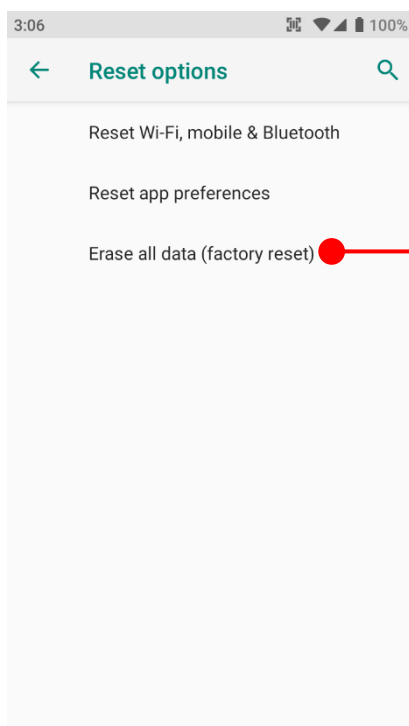 3:06 100%
Reset options
Reset Wi-Fi, mobile & Bluetooth
Reset app preferences
Erase all data (factory reset)